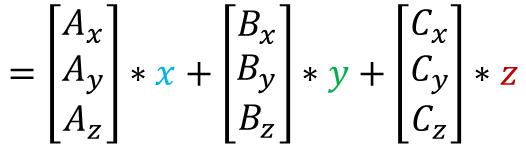 = [A_x A_y A_z] * x + [B_x B_y B_z] * y + [C_x C_y C_z] * z